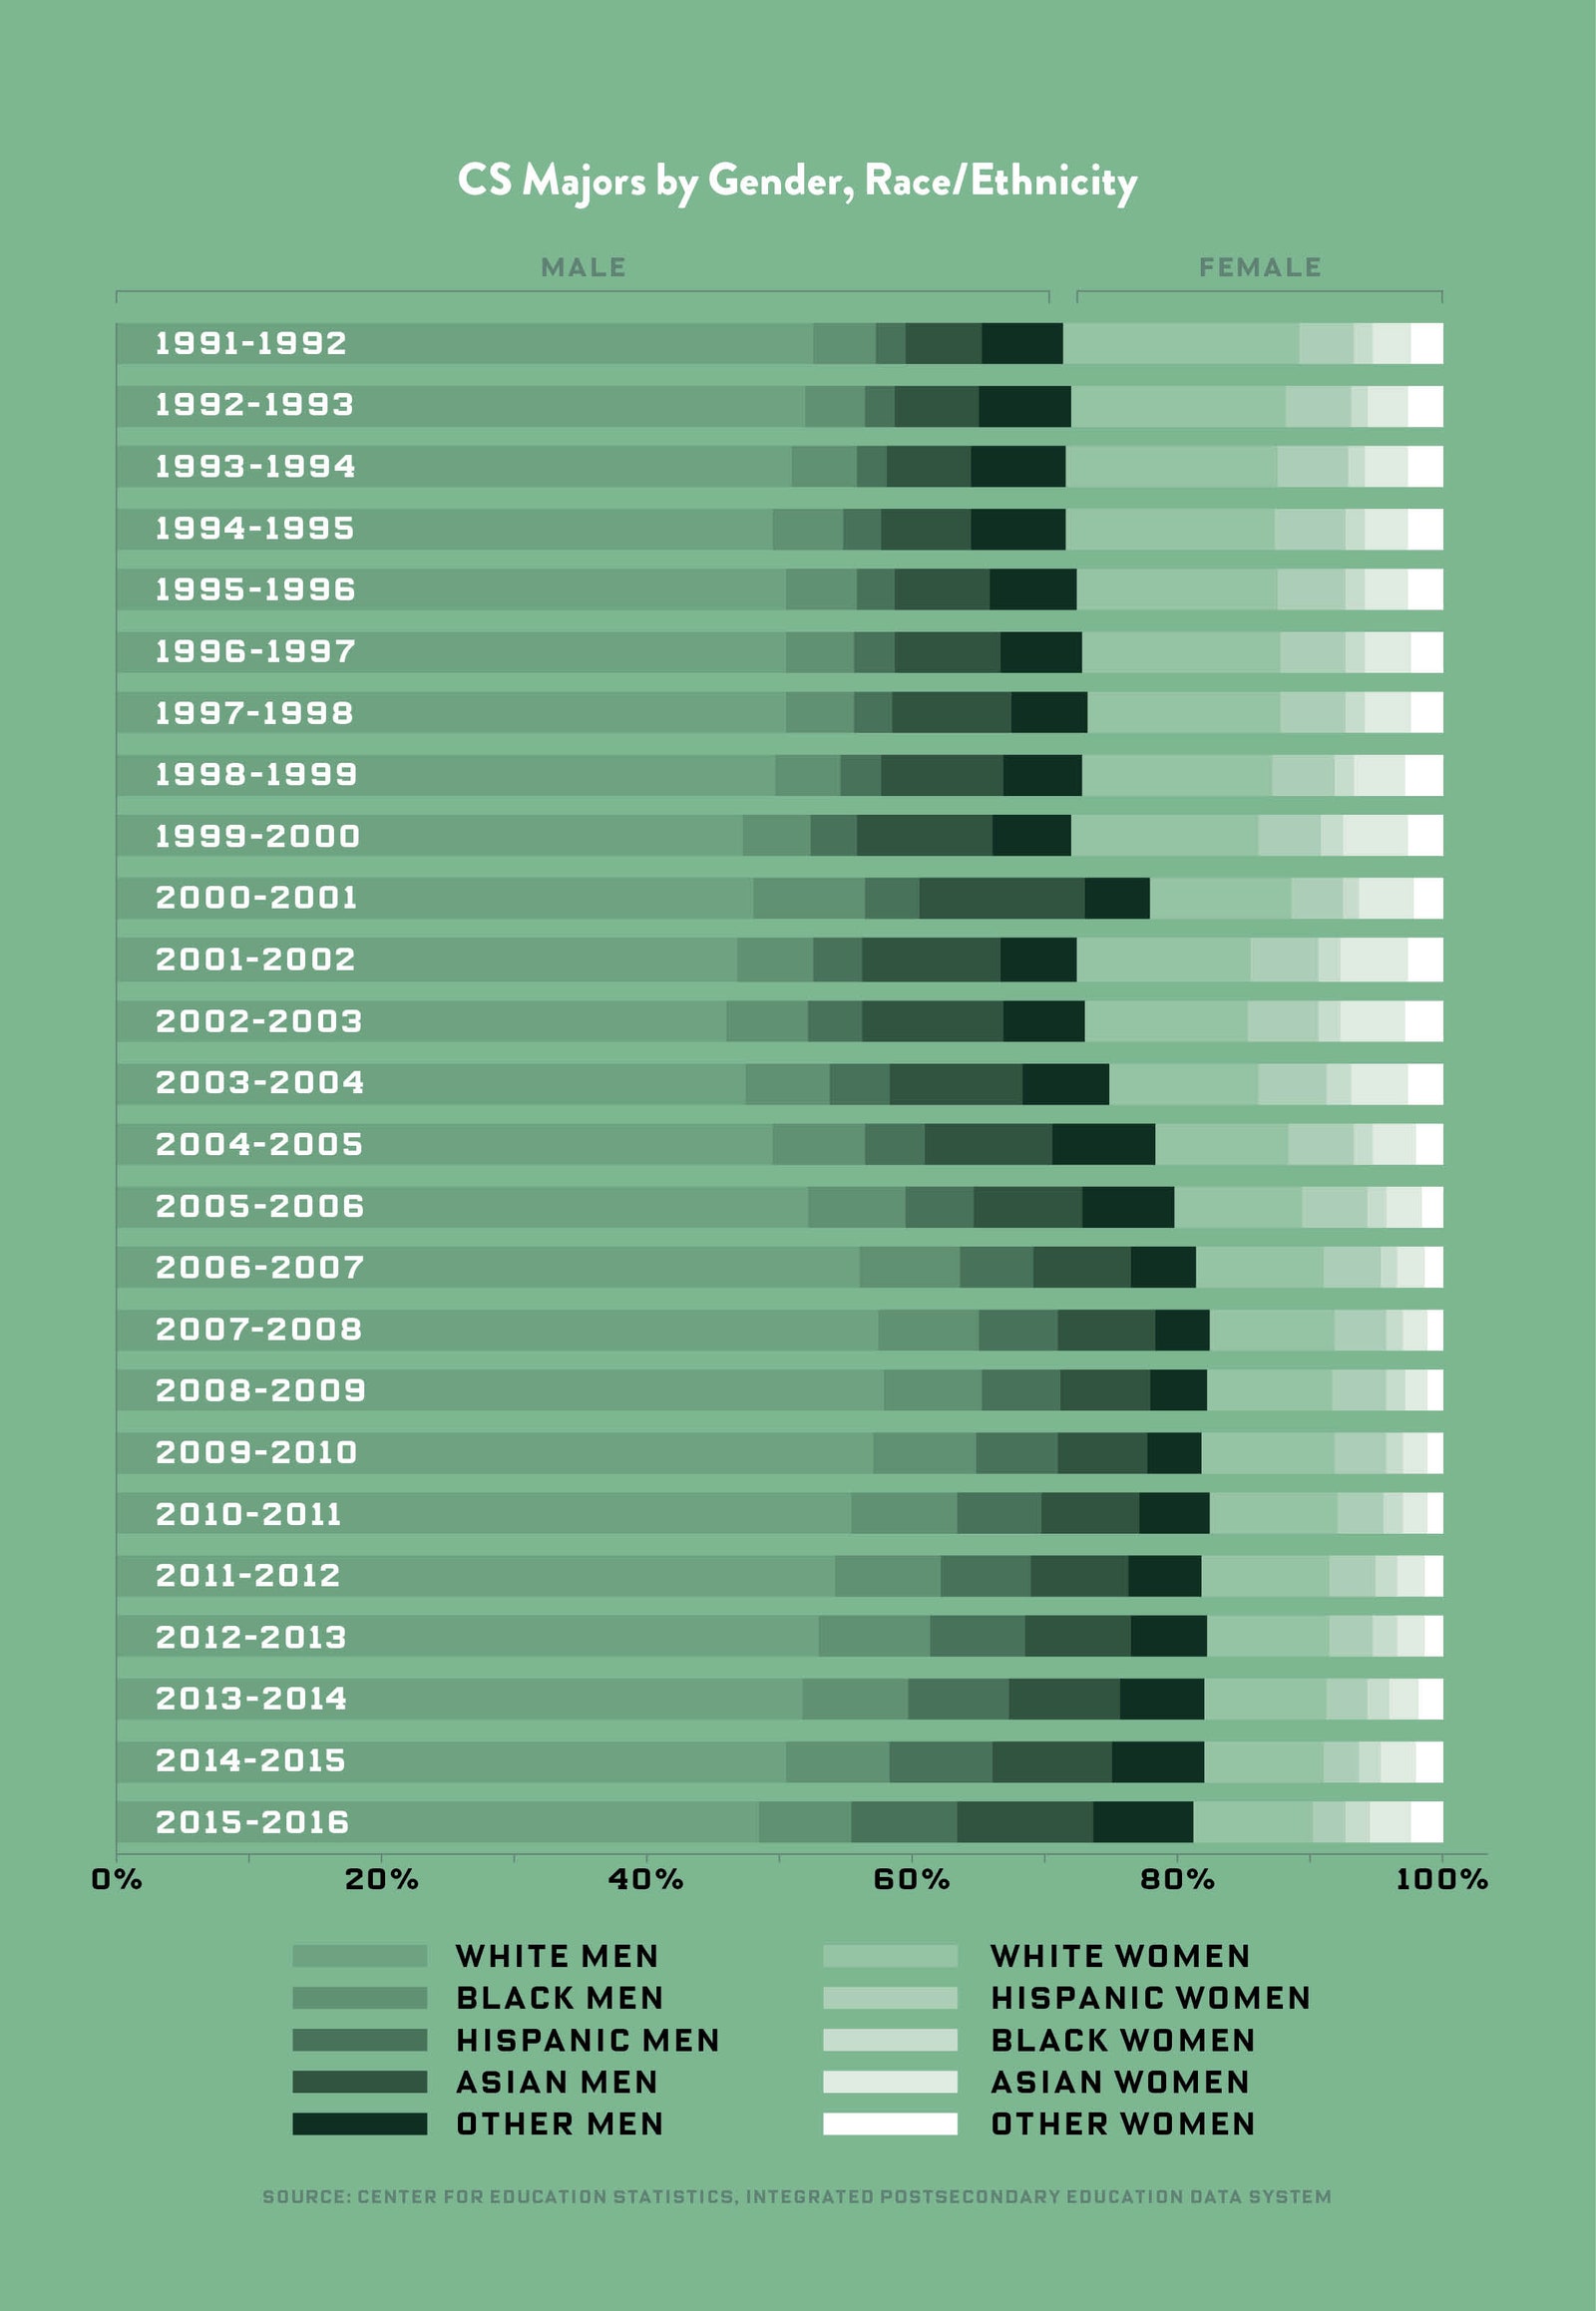 CS Majors by Gender, Race/Ethnicity
MALE FEMALE
1991-1992
1992-1993
1993-1994
1994-1995
1995-1996
1996-1997
1997-1998
1998-1999
1999-2000
2000-2001
2001-2002
2002-2003
2003-2004
2004-2005
2005-2006
2006-2007
2007-2008
2008-2009
2009-2010
2010-2011
2011-2012
2012-2013
2013-2014
2014-2015
2015-2016
0% 20% 40% 60% 80% 100%
WHITE MEN WHITE WOMEN
BLACK MEN HISPANIC WOMEN
HISPANIC MEN BLACK WOMEN
ASIAN MEN ASIAN WOMEN
OTHER MEN OTHER WOMEN
SOURCE: CENTER FOR EDUCATION STATISTICS, INTEGRATED POSTSECONDARY EDUCATION DATA SYSTEM